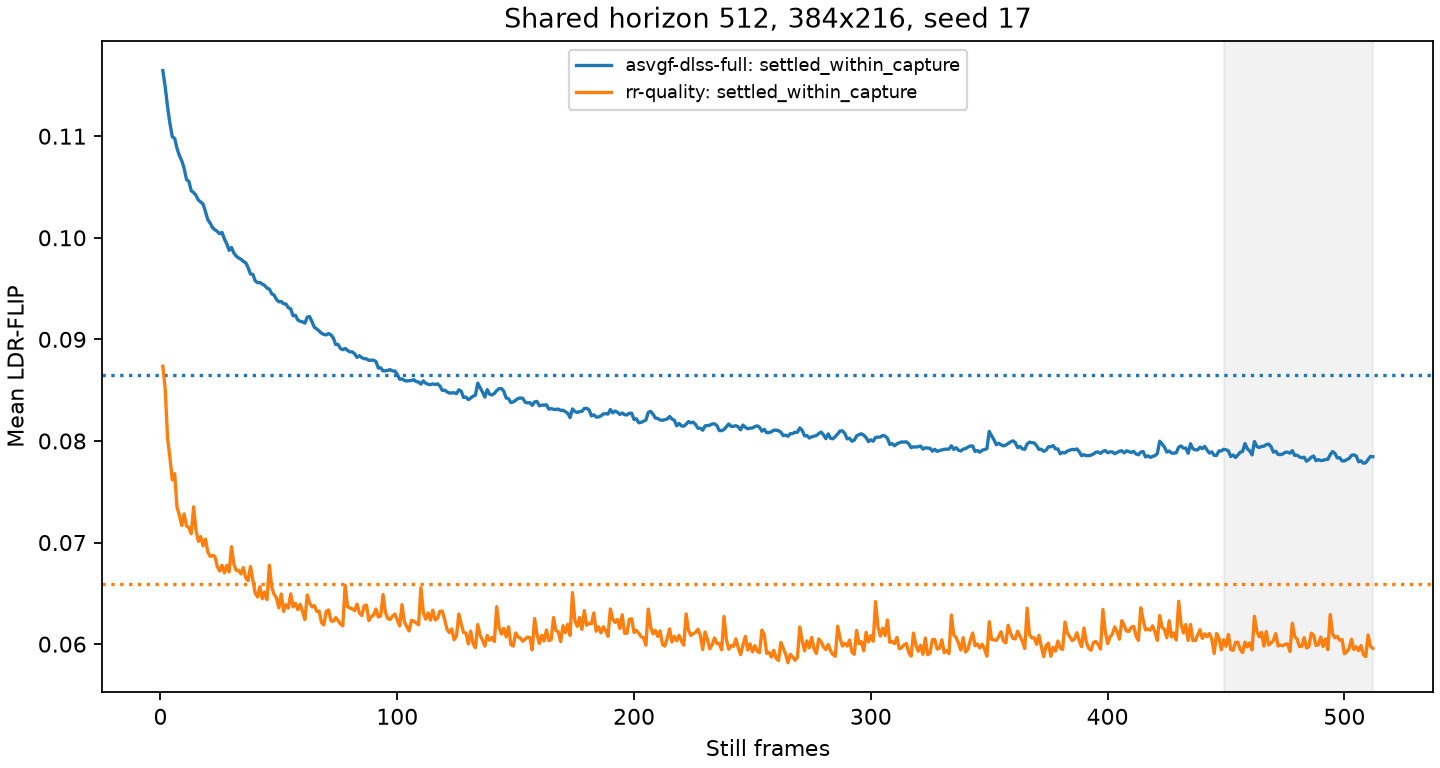 Shared horizon 512, 384x216, seed 17
asvgf-dlss-full: settled_within_capture
rr-quality: settled_within_capture
Mean LDR-FLIP
0.11
0.10
0.09
0.08
0.07
0.06
0 100 200 300 400 500
Still frames